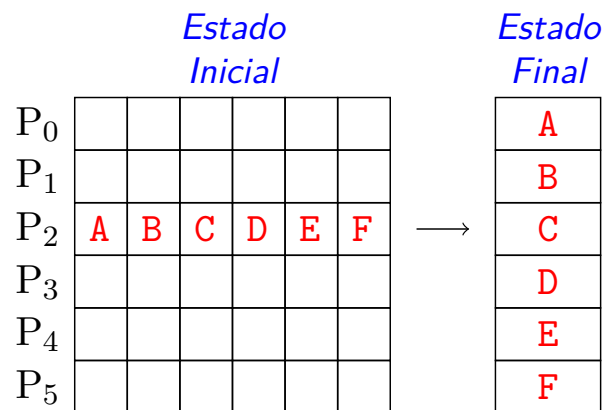 Estado Inicial
Estado Final
P₀ A
P₁ B
P₂ A B C D E F → C
P₃ D
P₄ E
P₅ F